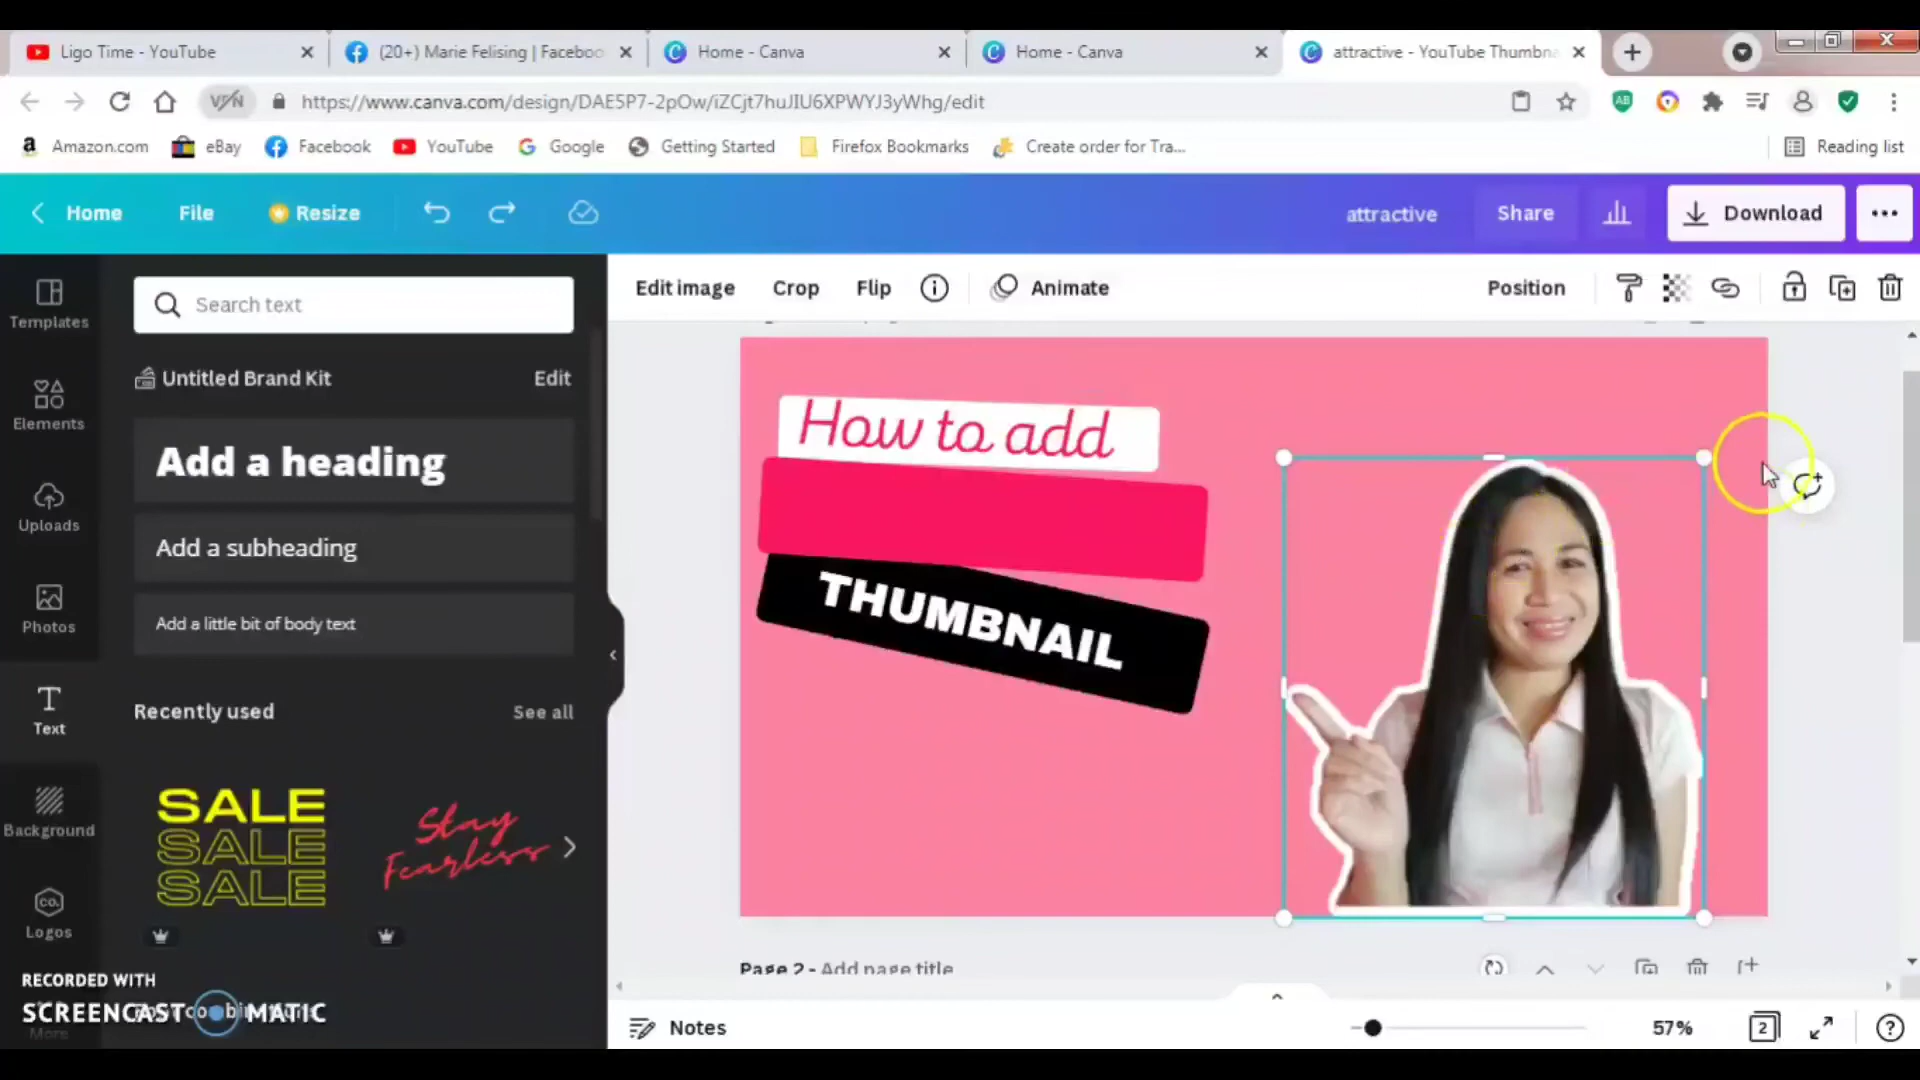 Ligo Time - YouTube
(20+) Marie Felising | Faceboo
Home - Canva
Home - Canva
attractive - YouTube Thumbna
VPN
https://www.canva.com/design/DAE5P7-2pOw/iZCjt7huJIU6XPWYJ3yWhg/edit
Amazon.com
eBay
Facebook
YouTube
Google
Getting Started
Firefox Bookmarks
Create order for Tra...
Reading list
Home
File
Resize
attractive
Share
Download
Templates
Elements
Uploads
Photos
Text
Background
CO.
Logos
More
Search text
Untitled Brand Kit
Edit
Add a heading
Add a subheading
Add a little bit of body text
Recently used
See all
SALE
SALE
SALE
Stay
Fearless
Edit image
Crop
Flip
Animate
Position
How to add
THUMBNAIL
Page 2 - Add page title
RECORDED WITH
SCREENCAST MATIC
Notes
57%
2